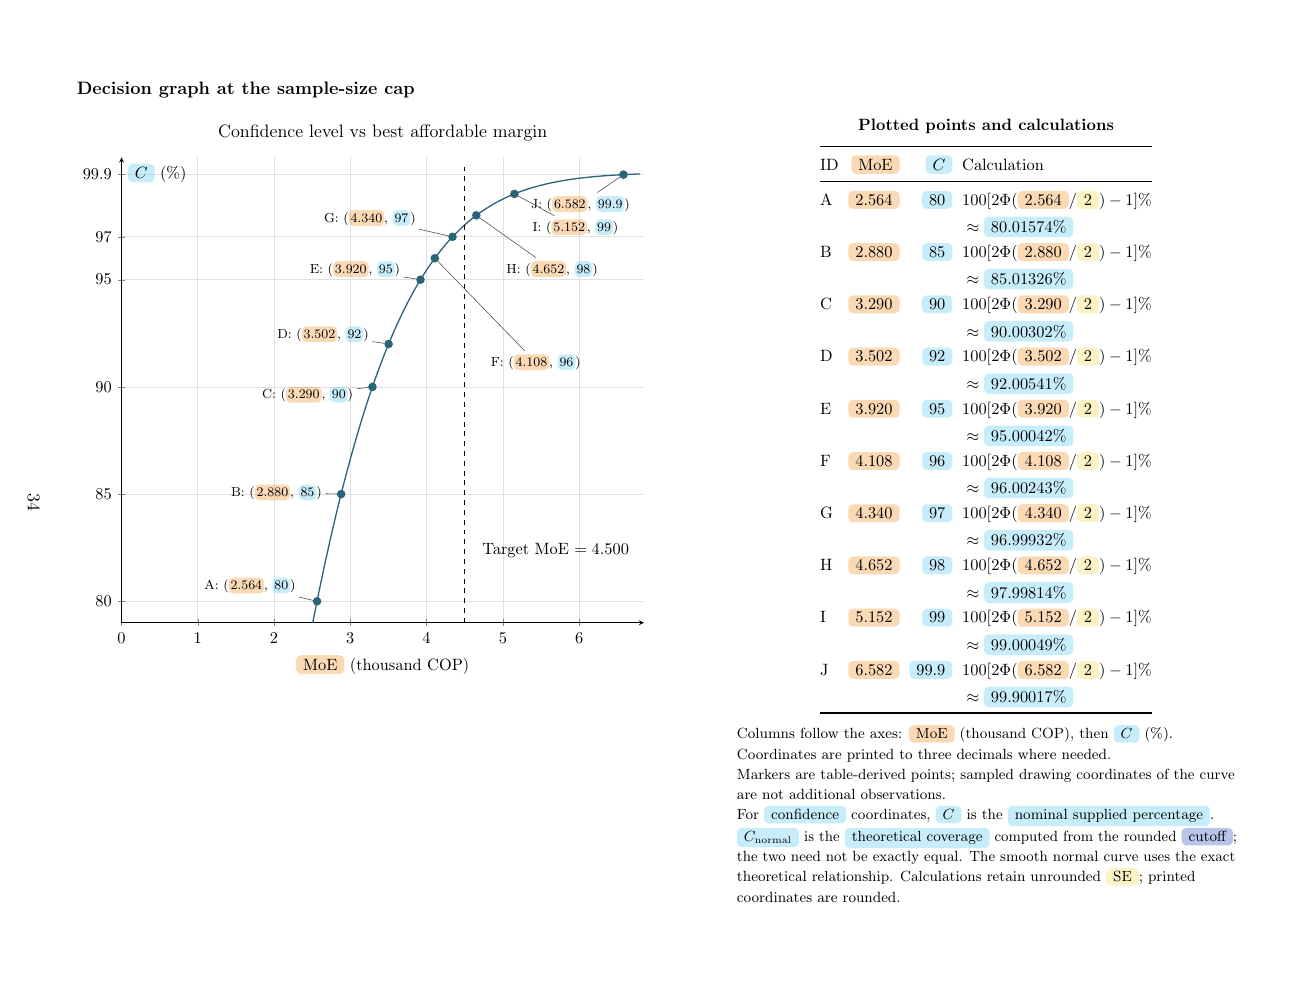 Decision graph at the sample-size cap
Confidence level vs best affordable margin
C (%)
99.9
97
95
90
85
80
0 1 2 3 4 5 6
MoE (thousand COP)
J: (6.582, 99.9)
I: (5.152, 99)
G: (4.340, 97)
H: (4.652, 98)
E: (3.920, 95)
D: (3.502, 92)
F: (4.108, 96)
C: (3.290, 90)
B: (2.880, 85)
Target MoE = 4.500
A: (2.564, 80)
34
Plotted points and calculations
ID MoE C Calculation
A 2.564 80 100[2Φ(2.564/2) − 1]%
≈ 80.01574%
B 2.880 85 100[2Φ(2.880/2) − 1]%
≈ 85.01326%
C 3.290 90 100[2Φ(3.290/2) − 1]%
≈ 90.00302%
D 3.502 92 100[2Φ(3.502/2) − 1]%
≈ 92.00541%
E 3.920 95 100[2Φ(3.920/2) − 1]%
≈ 95.00042%
F 4.108 96 100[2Φ(4.108/2) − 1]%
≈ 96.00243%
G 4.340 97 100[2Φ(4.340/2) − 1]%
≈ 96.99932%
H 4.652 98 100[2Φ(4.652/2) − 1]%
≈ 97.99814%
I 5.152 99 100[2Φ(5.152/2) − 1]%
≈ 99.00049%
J 6.582 99.9 100[2Φ(6.582/2) − 1]%
≈ 99.90017%
Columns follow the axes: MoE (thousand COP), then C (%).
Coordinates are printed to three decimals where needed.
Markers are table-derived points; sampled drawing coordinates of the curve
are not additional observations.
For confidence coordinates, C is the nominal supplied percentage.
C_normal is the theoretical coverage computed from the rounded cutoff;
the two need not be exactly equal. The smooth normal curve uses the exact
theoretical relationship. Calculations retain unrounded SE; printed
coordinates are rounded.